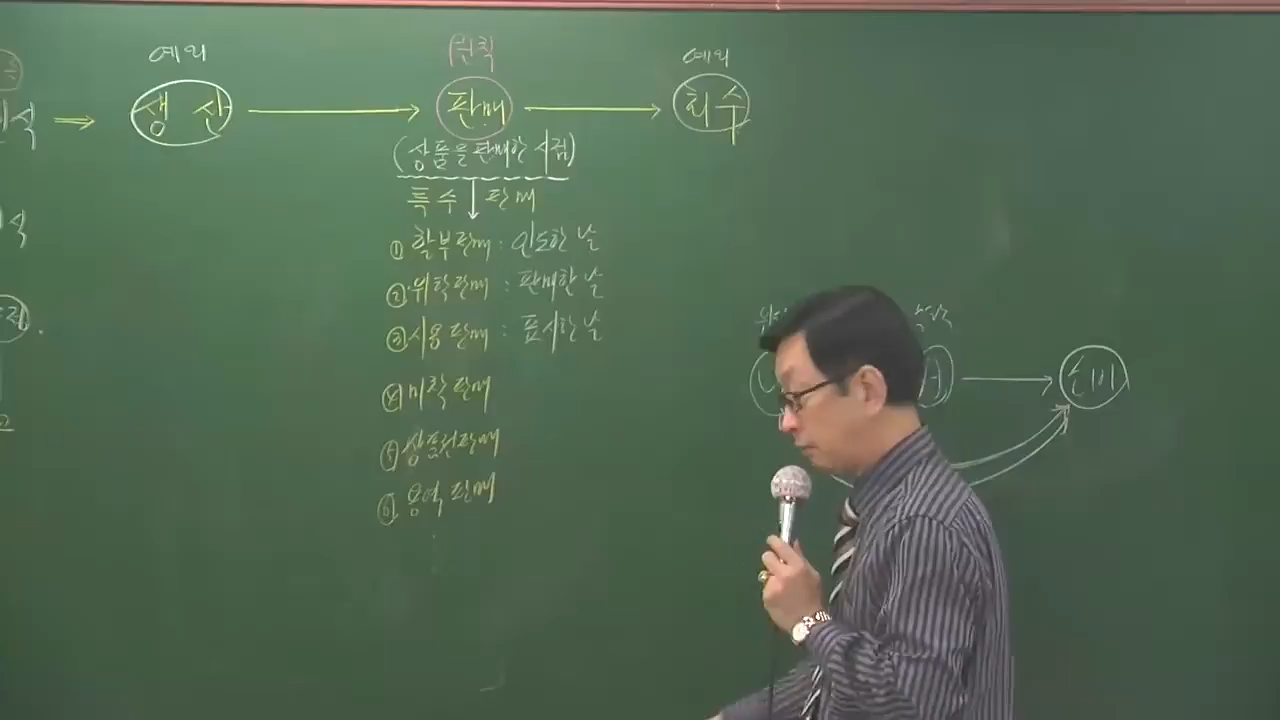 예외 원칙 예외
식 ⇒ 생산 → 판매 → 회수
(상품을 판매한 시점)
특수 판매
식
① 할부판매 : 인도한 날
② 위탁판매 : 판매한 날
③ 시용판매 : 표시한 날
④ 미착판매
⑤ 상품권판매
⑥ 용역판매